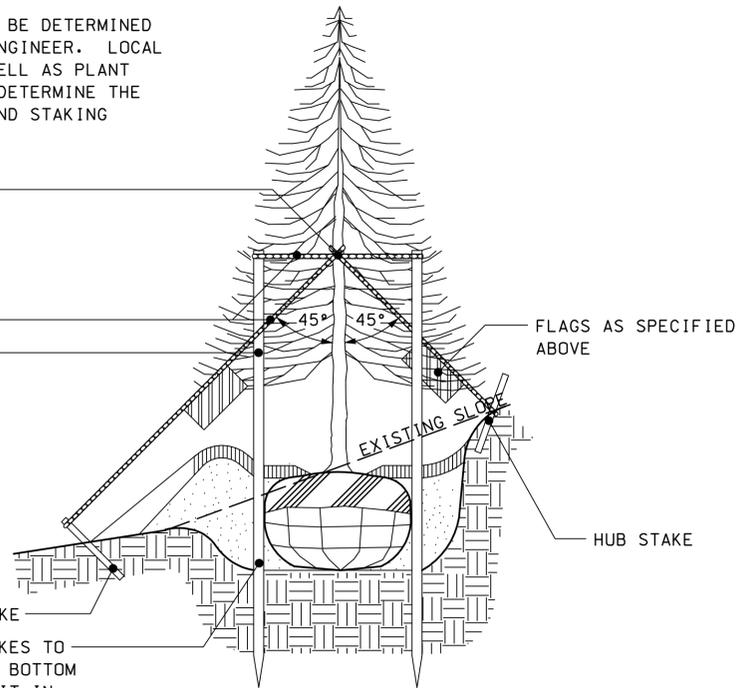 BE DETERMINED
NGINEER. LOCAL
ELL AS PLANT
DETERMINE THE
ND STAKING
45° 45°
FLAGS AS SPECIFIED
ABOVE
EXISTING SLOPE
HUB STAKE
KE
KES TO
BOTTOM